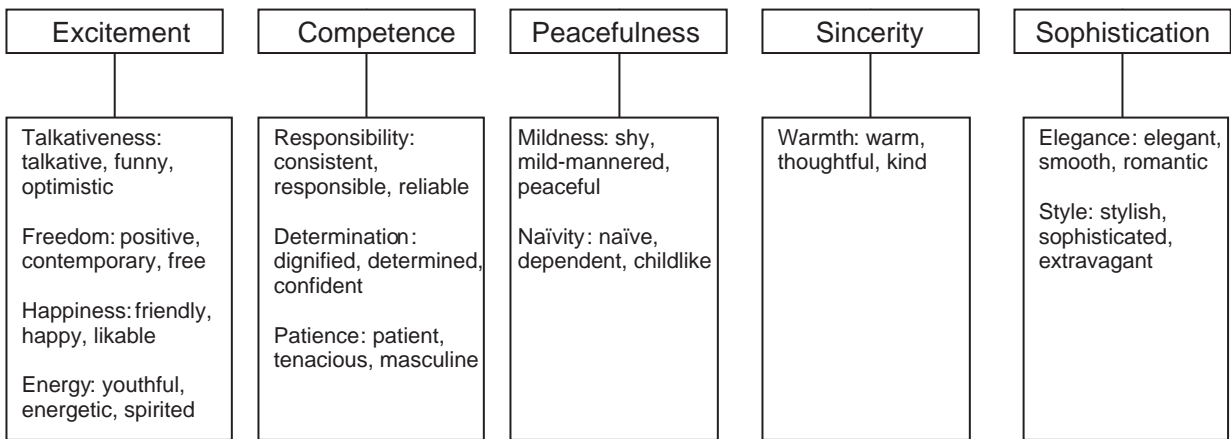 Excitement
Competence
Peacefulness
Sincerity
Sophistication
Talkativeness:
talkative, funny,
optimistic
Freedom: positive,
contemporary, free
Happiness: friendly,
happy, likable
Energy: youthful,
energetic, spirited
Responsibility:
consistent,
responsible, reliable
Determination:
dignified, determined,
confident
Patience: patient,
tenacious, masculine
Mildness: shy,
mild-mannered,
peaceful
Naïvity: naïve,
dependent, childlike
Warmth: warm,
thoughtful, kind
Elegance: elegant,
smooth, romantic
Style: stylish,
sophisticated,
extravagant